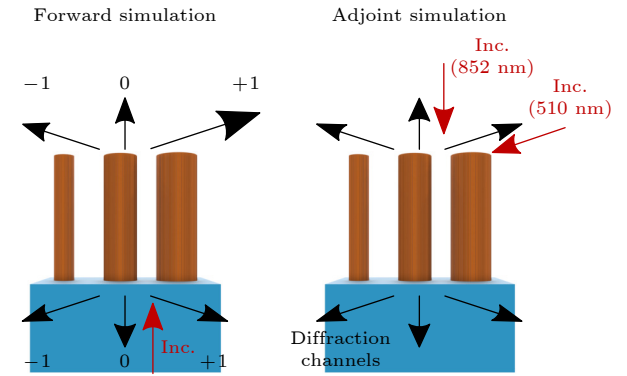 Forward simulation
−1
0
+1
−1
0
+1
Inc.
Adjoint simulation
Inc.
(852 nm)
Inc.
(510 nm)
Diffraction
channels